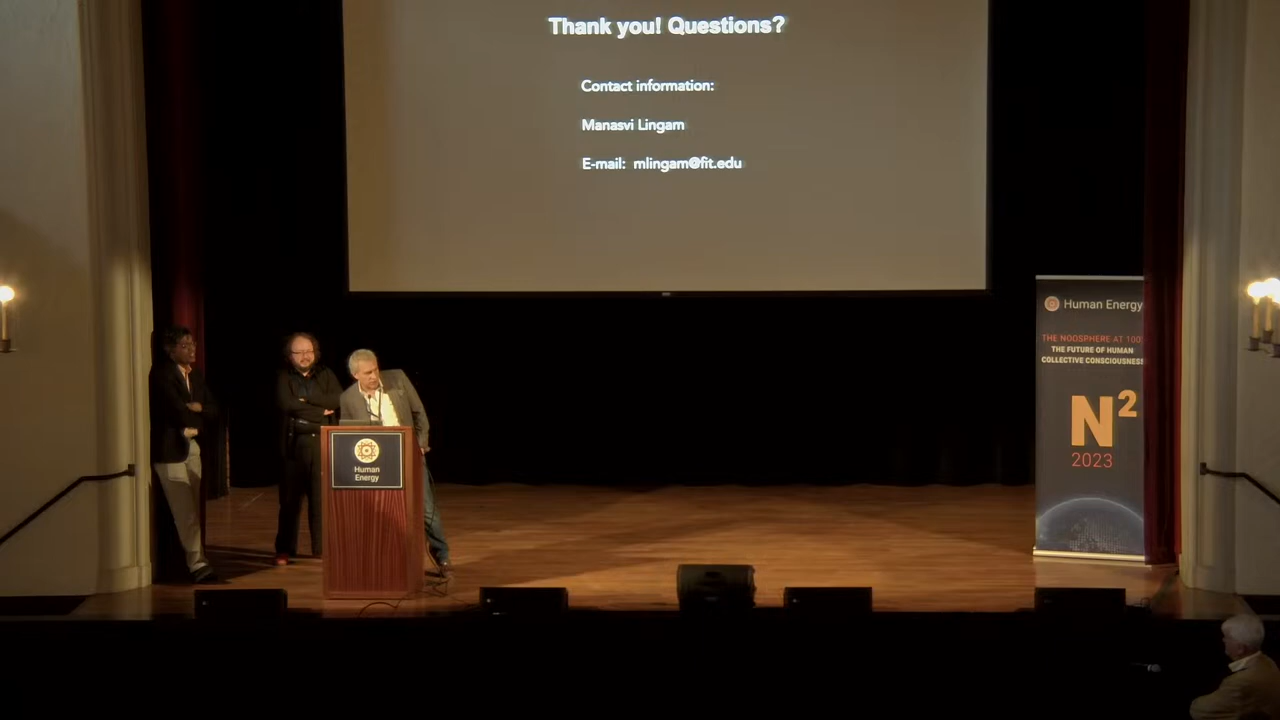 Thank you! Questions?
Contact information:
Manasvi Lingam
E-mail: mlingam@fit.edu
Human Energy
THE NOOSPHERE AT 100
THE FUTURE OF HUMAN
COLLECTIVE CONSCIOUSNESS
N²
2023
Human
Energy